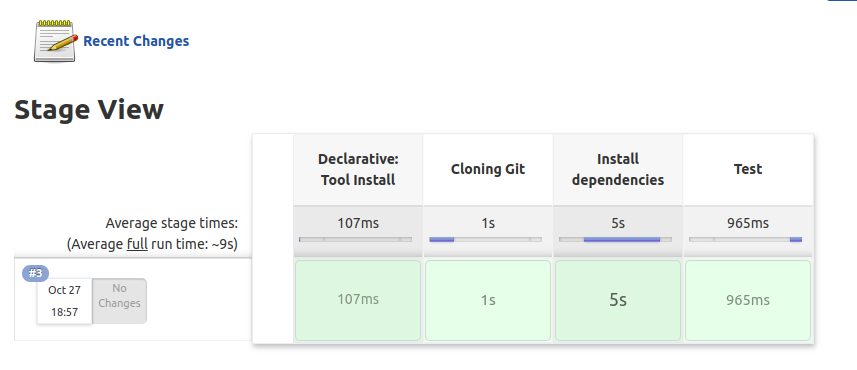 Recent Changes
Stage View
Declarative:
Tool Install
Cloning Git
Install
dependencies
Test
Average stage times:
(Average full run time: ~9s)
107ms
1s
5s
965ms
#3
Oct 27
18:57
No
Changes
107ms
1s
5s
965ms